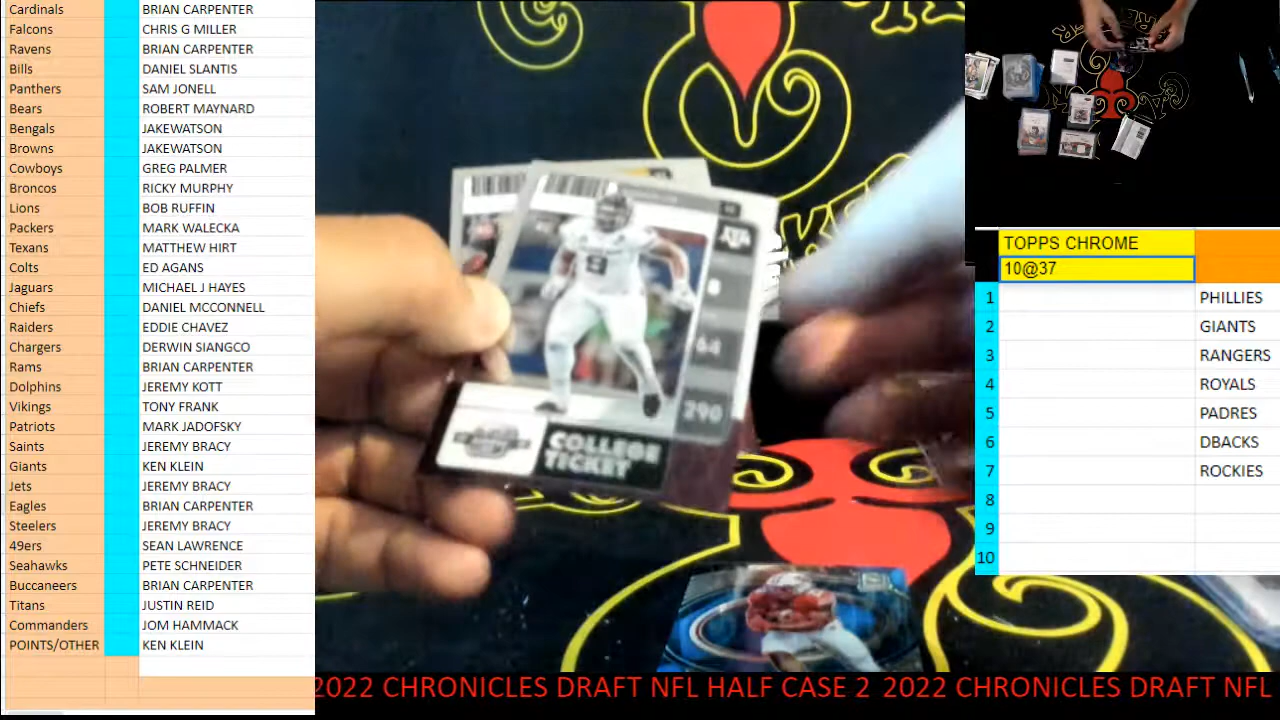 Cardinals BRIAN CARPENTER
Falcons CHRIS G MILLER
Ravens BRIAN CARPENTER
Bills DANIEL SLANTIS
Panthers SAM JONELL
Bears ROBERT MAYNARD
Bengals JAKEWATSON
Browns JAKEWATSON
Cowboys GREG PALMER
Broncos RICKY MURPHY
Lions BOB RUFFIN
Packers MARK WALECKA
Texans MATTHEW HIRT
Colts ED AGANS
Jaguars MICHAEL J HAYES
Chiefs DANIEL MCCONNELL
Raiders EDDIE CHAVEZ
Chargers DERWIN SIANGCO
Rams BRIAN CARPENTER
Dolphins JEREMY KOTT
Vikings TONY FRANK
Patriots MARK JADOFSKY
Saints JEREMY BRACY
Giants KEN KLEIN
Jets JEREMY BRACY
Eagles BRIAN CARPENTER
Steelers JEREMY BRACY
49ers SEAN LAWRENCE
Seahawks PETE SCHNEIDER
Buccaneers BRIAN CARPENTER
Titans JUSTIN REID
Commanders JOM HAMMACK
POINTS/OTHER KEN KLEIN
8
64
290
COLLEGE
TICKET
TOPPS CHROME
10@37
1 PHILLIES
2 GIANTS
3 RANGERS
4 ROYALS
5 PADRES
6 DBACKS
7 ROCKIES
8
9
10
2022 CHRONICLES DRAFT NFL HALF CASE 2 2022 CHRONICLES DRAFT NFL